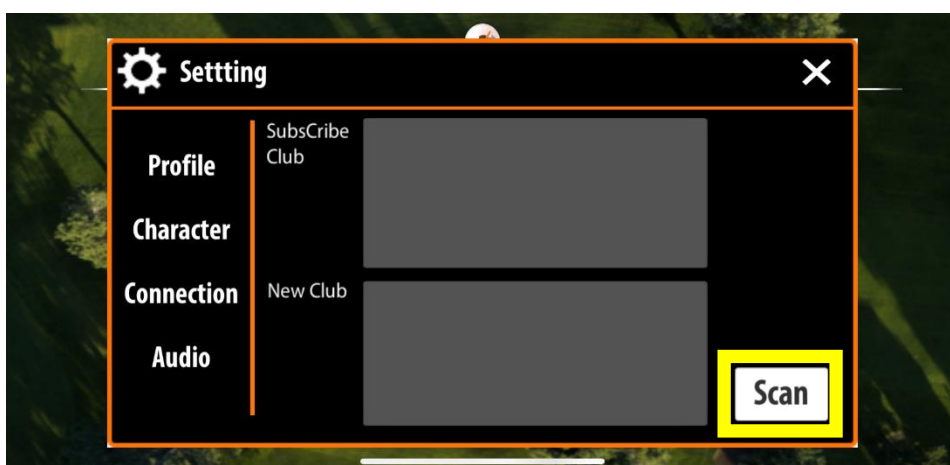 Settting
Profile
Character
Connection
Audio
SubsCribe
Club
New Club
Scan